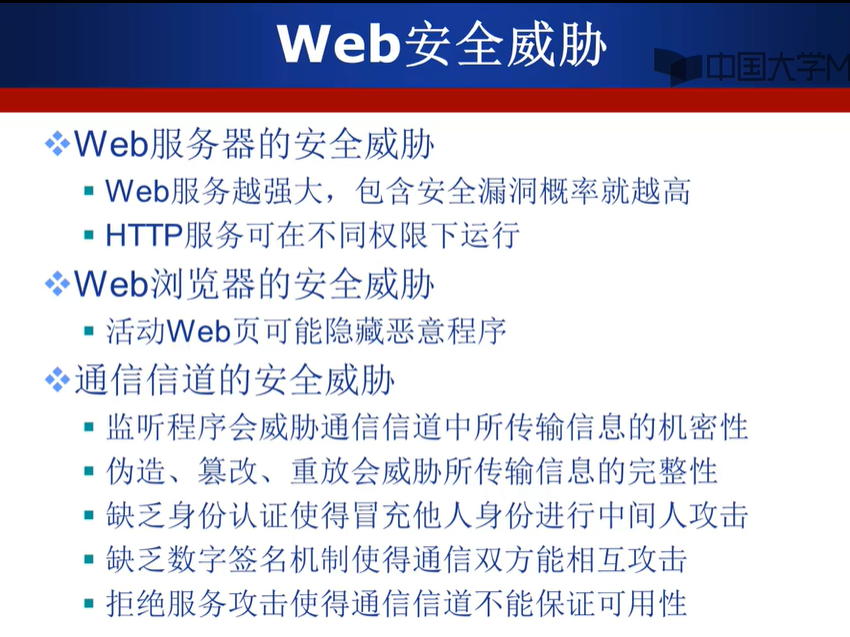 Web安全威胁
中国大学M
Web服务器的安全威胁
Web服务越强大，包含安全漏洞概率就越高
HTTP服务可在不同权限下运行
Web浏览器的安全威胁
活动Web页可能隐藏恶意程序
通信信道的安全威胁
监听程序会威胁通信信道中所传输信息的机密性
伪造、篡改、重放会威胁所传输信息的完整性
缺乏身份认证使得冒充他人身份进行中间人攻击
缺乏数字签名机制使得通信双方能相互攻击
拒绝服务攻击使得通信信道不能保证可用性